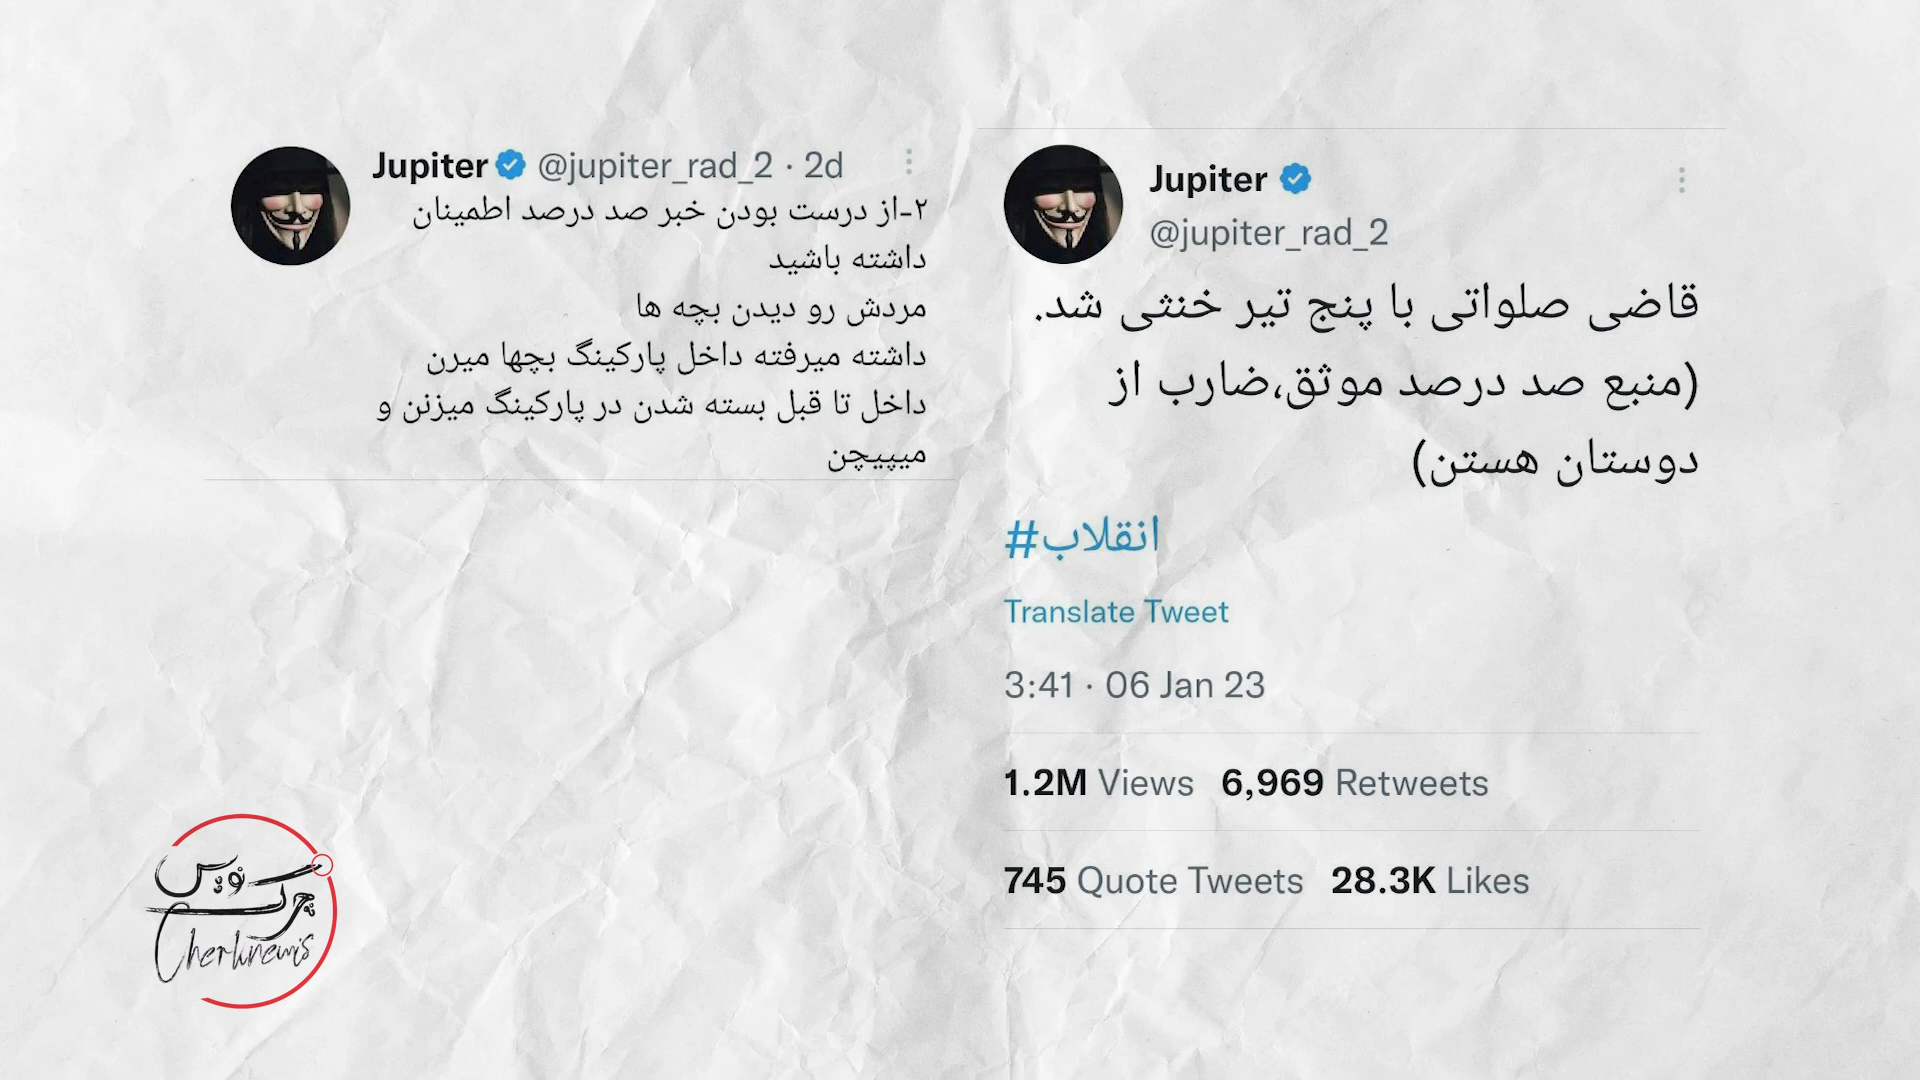 Jupiter @jupiter_rad_2 · 2d
۲-از درست بودن خبر صد درصد اطمینان
داشته باشید
مردش رو دیدن بچه ها
داشته میرفته داخل پارکینگ بچها میرن
داخل تا قبل بسته شدن در پارکینگ میزنن و
میپیچن
Jupiter
@jupiter_rad_2
قاضی صلواتی با پنج تیر خنثی شد.
(منبع صد درصد موثق،ضارب از
دوستان هستن)
#انقلاب
Translate Tweet
3:41 · 06 Jan 23
1.2M Views 6,969 Retweets
745 Quote Tweets 28.3K Likes
چرک نویس
Cherknewis